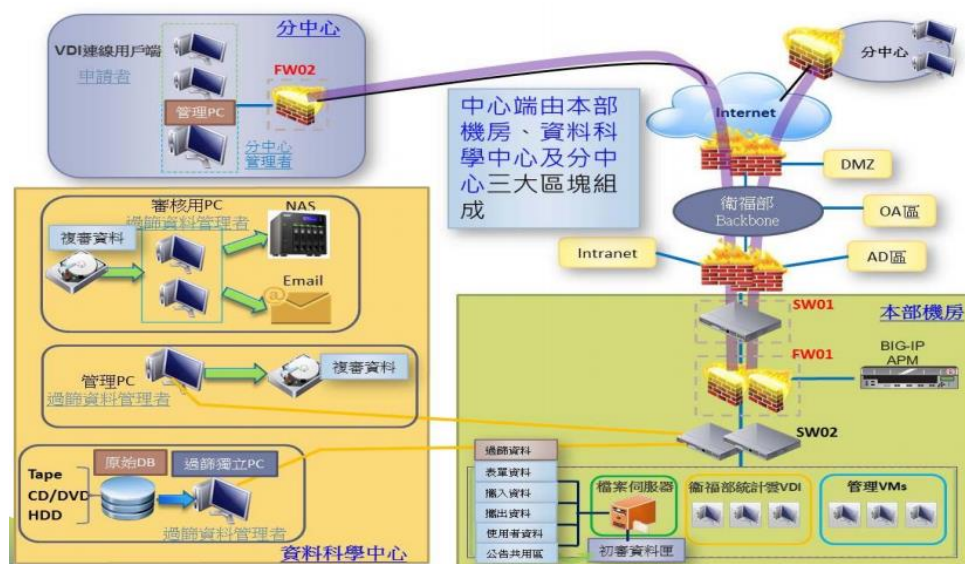 分中心
VDI連線用戶端
申請者
管理PC
分中心
管理者
FW02
中心端由本部
機房、資料科
學中心及分中
心三大區塊組
成
分中心
Internet
DMZ
衛福部
Backbone
OA區
Intranet
AD區
審核用PC
過篩資料管理者
複審資料
NAS
Email
管理PC
過篩資料管理者
複審資料
Tape
CD/DVD
HDD
原始DB
過篩獨立PC
過篩資料管理者
資料科學中心
SW01
本部機房
FW01
BIG-IP
APM
SW02
過篩資料
表單資料
攜入資料
攜出資料
使用者資料
公告共用區
檔案伺服器
初審資料匣
衛福部統計雲VDI
管理VMs